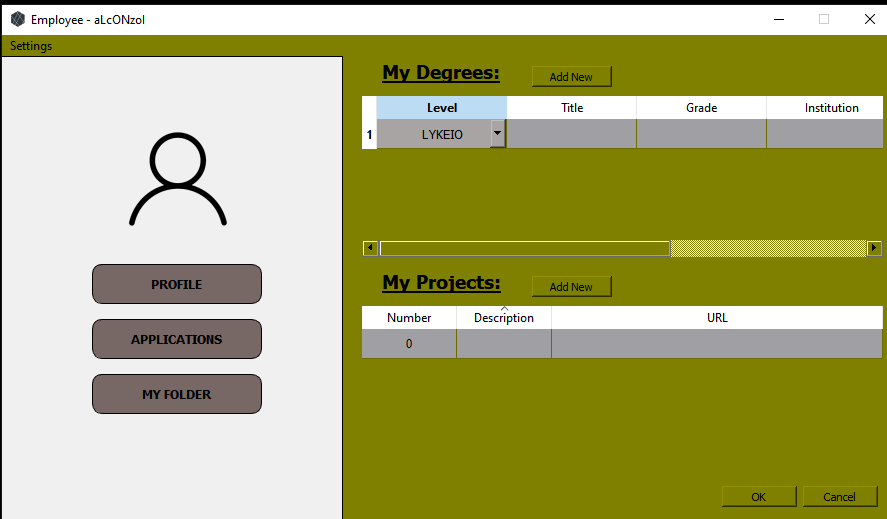 Employee - aLcONzol
Settings
PROFILE
APPLICATIONS
MY FOLDER
My Degrees: Add New
Level Title Grade Institution
1 LYKEIO
My Projects: Add New
Number Description URL
0
OK Cancel